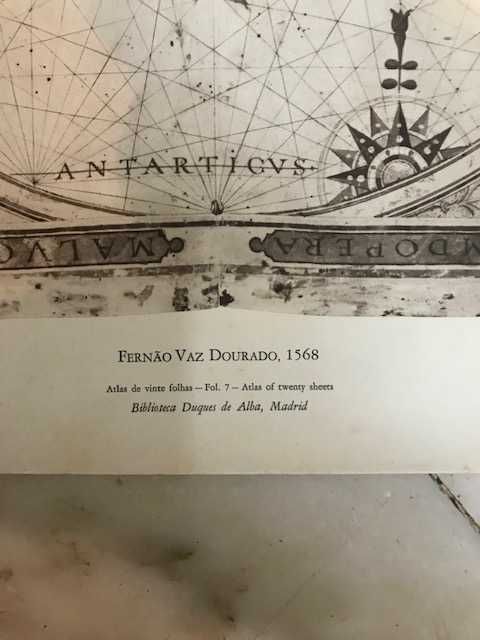 ANTARTICVS
MALV
MDOPERA
FERNÃO VAZ DOURADO, 1568
Atlas de vinte folhas — Fol. 7 — Atlas of twenty sheets
Biblioteca Duques de Alba, Madrid